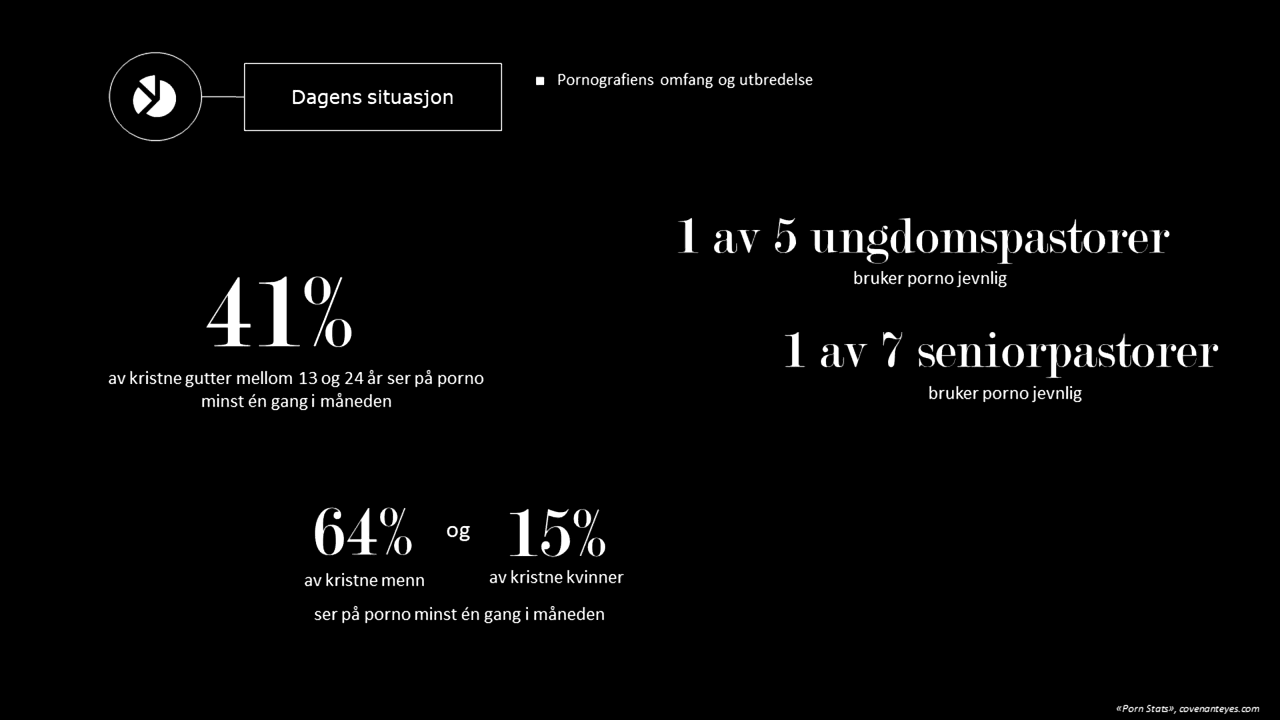 Dagens situasjon
Pornografiens omfang og utbredelse
41%
av kristne gutter mellom 13 og 24 år ser på porno
minst én gang i måneden
1 av 5 ungdomspastorer
bruker porno jevnlig
1 av 7 seniorpastorer
bruker porno jevnlig
64% og 15%
av kristne menn av kristne kvinner
ser på porno minst én gang i måneden
«Porn Stats», covenanteyes.com